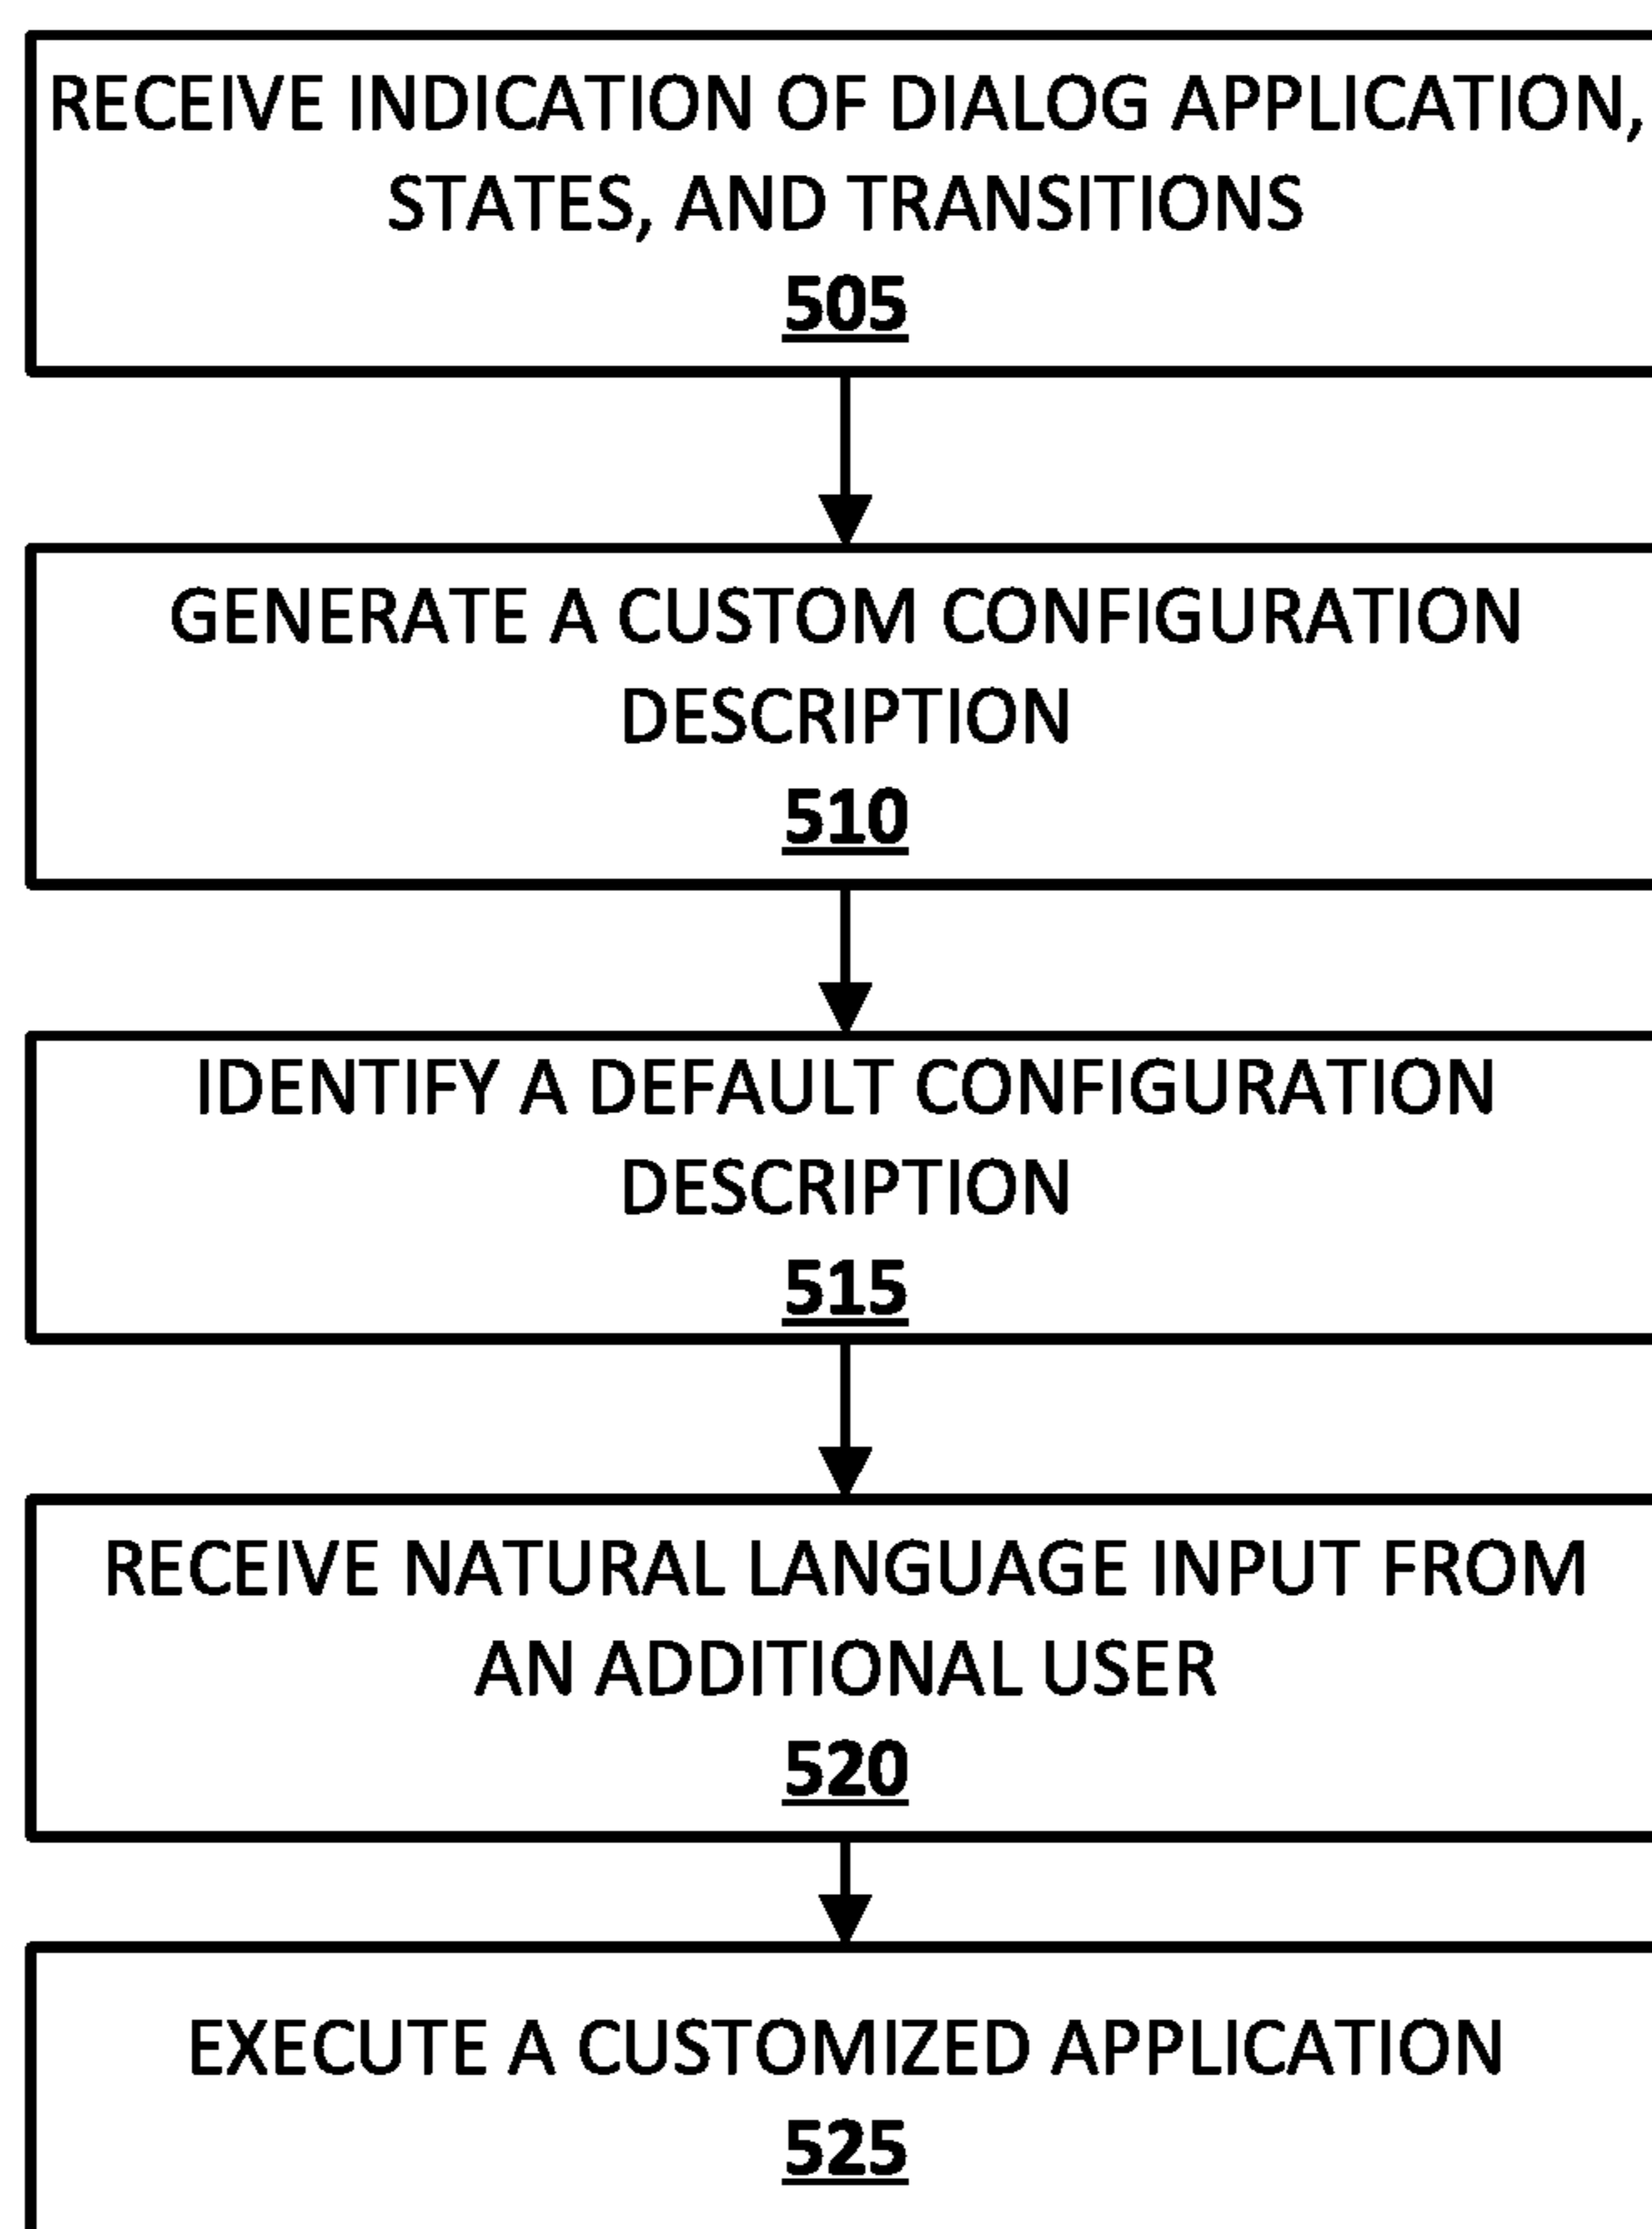 RECEIVE INDICATION OF DIALOG APPLICATION,
STATES, AND TRANSITIONS
505
GENERATE A CUSTOM CONFIGURATION
DESCRIPTION
510
IDENTIFY A DEFAULT CONFIGURATION
DESCRIPTION
515
RECEIVE NATURAL LANGUAGE INPUT FROM
AN ADDITIONAL USER
520
EXECUTE A CUSTOMIZED APPLICATION
525